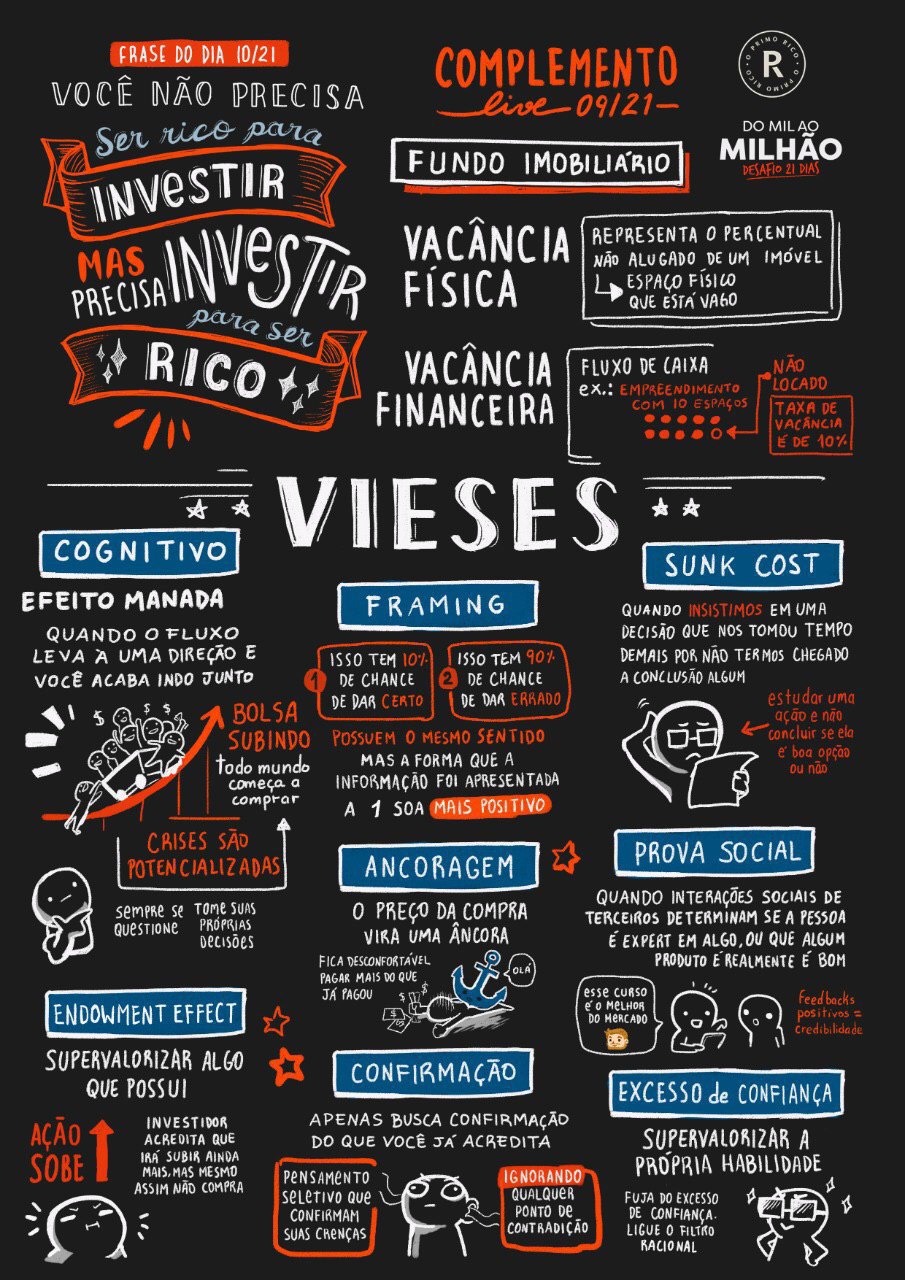 FRASE DO DIA 10/21
VOCÊ NÃO PRECISA
Ser rico para
INVESTIR
MAS
PRECISA INVESTIR
para ser
RICO
COMPLEMENTO
live 09/21
O PRIMO RICO • O PRIMO RICO •
R
DO MIL AO
MILHÃO
DESAFIO 21 DIAS
FUNDO IMOBILIÁRIO
VACÂNCIA
FÍSICA
REPRESENTA O PERCENTUAL
NÃO ALUGADO DE UM IMÓVEL
ESPAÇO FÍSICO
QUE ESTÁ VAGO
VACÂNCIA
FINANCEIRA
FLUXO DE CAIXA
ex.: EMPREENDIMENTO
COM 10 ESPAÇOS
NÃO
LOCADO
TAXA DE
VACÂNCIA
É DE 10%
VIESES
COGNITIVO
EFEITO MANADA
QUANDO O FLUXO
LEVA À UMA DIREÇÃO E
VOCÊ ACABA INDO JUNTO
$ $ $
BOLSA
SUBINDO
todo mundo
começa a
comprar
CRISES SÃO
POTENCIALIZADAS
sempre se
questione
TOME SUAS
PRÓPRIAS
DECISÕES
ENDOWMENT EFFECT
SUPERVALORIZAR ALGO
QUE POSSUI
AÇÃO
SOBE
INVESTIDOR
ACREDITA QUE
IRÁ SUBIR AINDA
MAIS, MAS MESMO
ASSIM NÃO COMPRA
FRAMING
1
ISSO TEM 10%
DE CHANCE
DE DAR CERTO
2
ISSO TEM 90%
DE CHANCE
DE DAR ERRADO
POSSUEM O MESMO SENTIDO
MAS A FORMA QUE A
INFORMAÇÃO FOI APRESENTADA
A 1 SOA MAIS POSITIVO
ANCORAGEM
O PREÇO DA COMPRA
VIRA UMA ÂNCORA
FICA DESCONFORTÁVEL
PAGAR MAIS DO QUE
JÁ PAGOU
OLÁ
CONFIRMAÇÃO
APENAS BUSCA CONFIRMAÇÃO
DO QUE VOCÊ JÁ ACREDITA
PENSAMENTO
SELETIVO QUE
CONFIRMAM
SUAS CRENÇAS
IGNORANDO
QUALQUER
PONTO DE
CONTRADIÇÃO
SUNK COST
QUANDO INSISTIMOS EM UMA
DECISÃO QUE NOS TOMOU TEMPO
DEMAIS POR NÃO TERMOS CHEGADO
A CONCLUSÃO ALGUM
estudar uma
ação e não
concluir se ela
é boa opção
ou não
PROVA SOCIAL
QUANDO INTERAÇÕES SOCIAIS DE
TERCEIROS DETERMINAM SE A PESSOA
É EXPERT EM ALGO, OU QUE ALGUM
PRODUTO É REALMENTE É BOM
esse curso
é o melhor
do mercado
Feedbacks
positivos =
credibilidade
EXCESSO de CONFIANÇA
SUPERVALORIZAR A
PRÓPRIA HABILIDADE
FUJA DO EXCESSO
DE CONFIANÇA.
LIGUE O FILTRO
RACIONAL